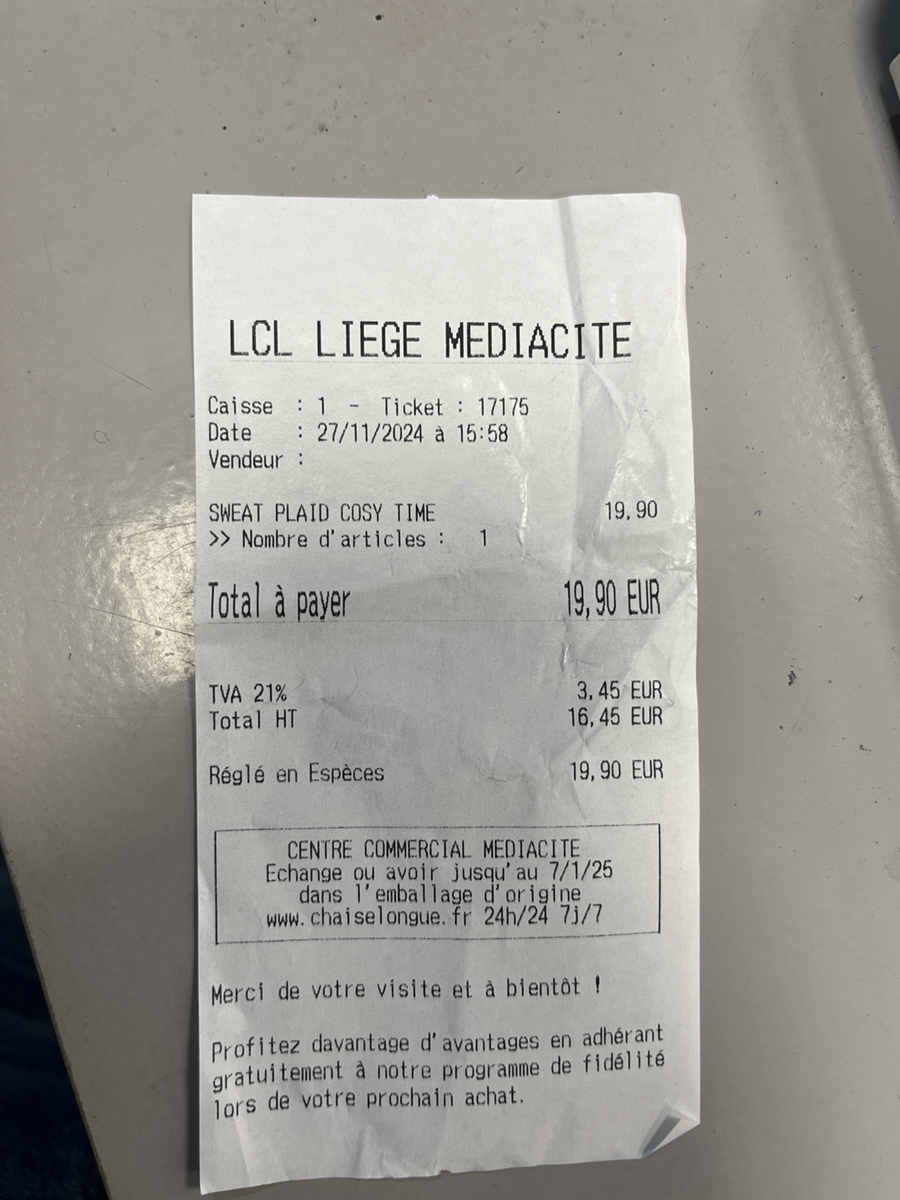 LCL LIEGE MEDIACITE
Caisse : 1 - Ticket : 17175
Date : 27/11/2024 à 15:58
Vendeur :
SWEAT PLAID COSY TIME 19,90
>> Nombre d'articles : 1
Total à payer 19,90 EUR
TVA 21% 3,45 EUR
Total HT 16,45 EUR
Réglé en Espèces 19,90 EUR
CENTRE COMMERCIAL MEDIACITE
Echange ou avoir jusqu'au 7/1/25
dans l'emballage d'origine
www.chaiselongue.fr 24h/24 7j/7
Merci de votre visite et à bientôt !
Profitez davantage d'avantages en adhérant
gratuitement à notre programme de fidélité
lors de votre prochain achat.